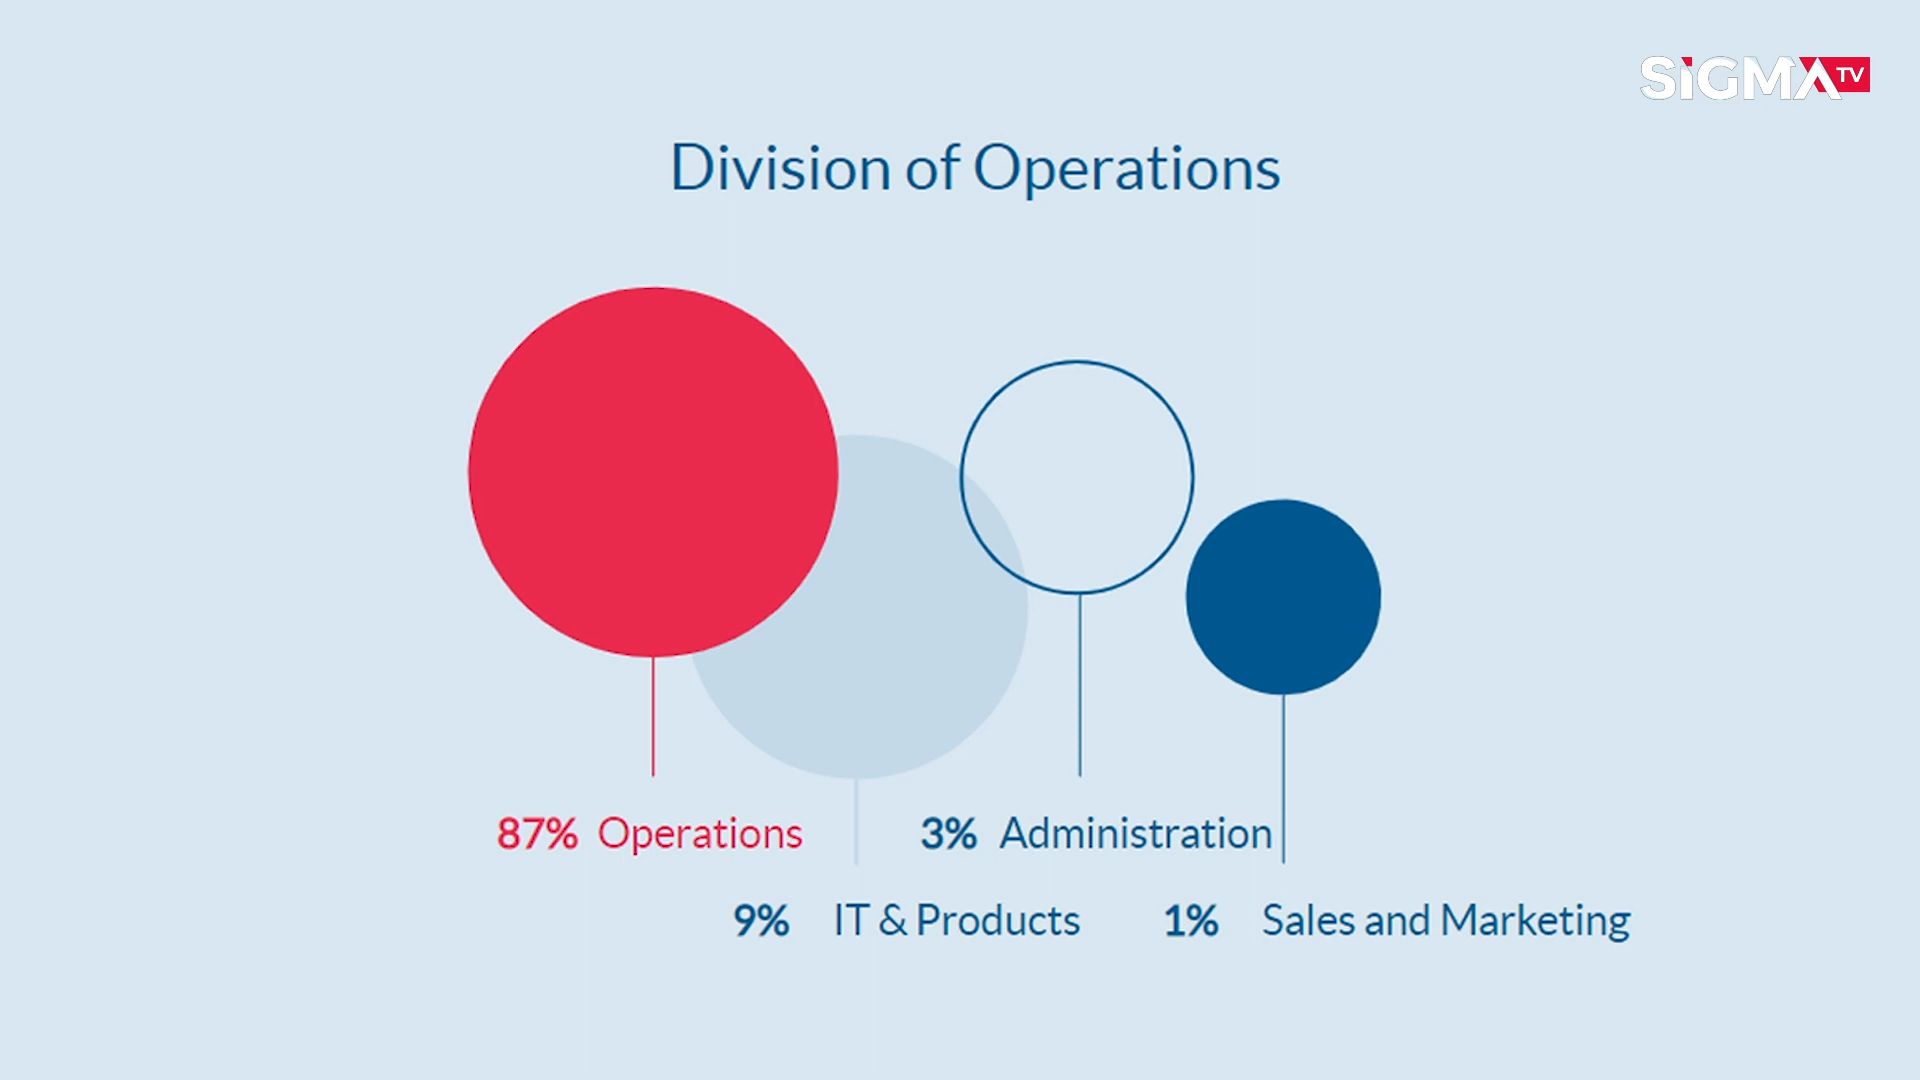 SiGMA TV
Division of Operations
87% Operations
3% Administration
9% IT & Products
1% Sales and Marketing